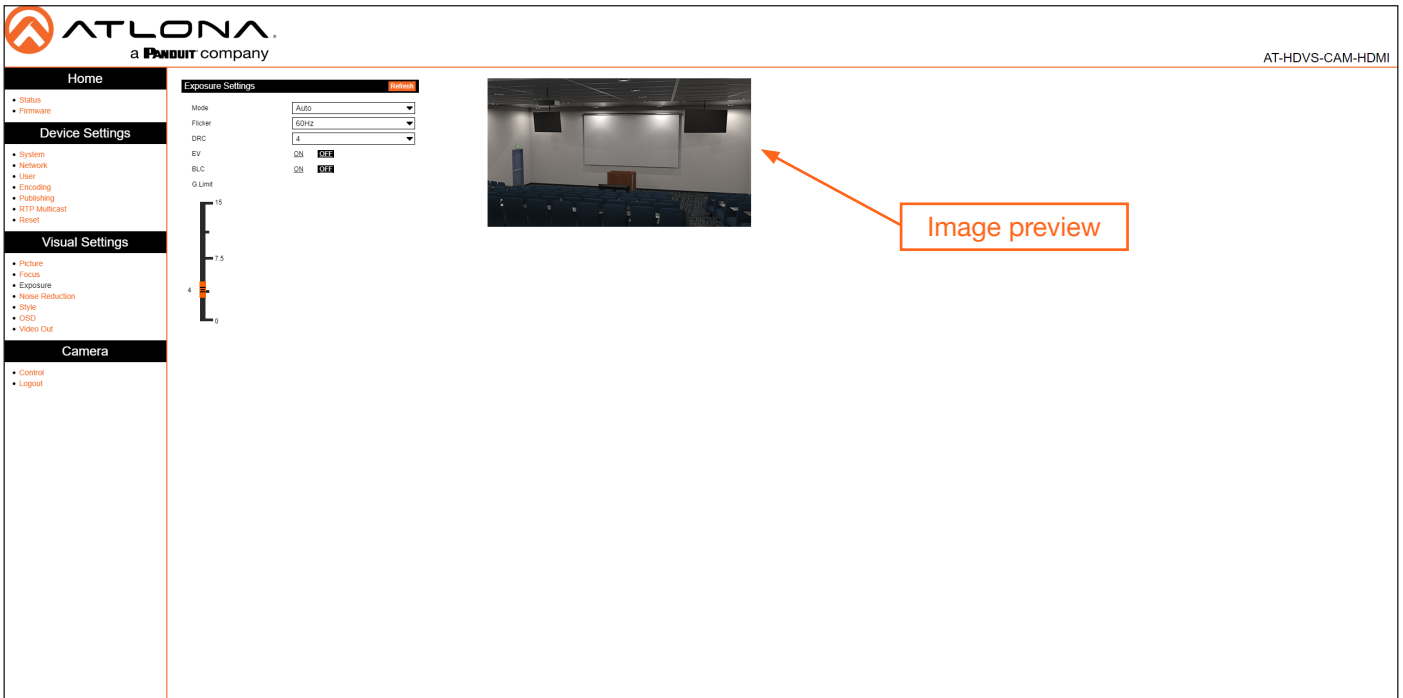 ATLONA.
a PANDUIT company
AT-HDVS-CAM-HDMI
Home
• Status
• Firmware
Device Settings
• System
• Network
• User
• Encoding
• Publishing
• RTP Multicast
• Reset
Visual Settings
• Picture
• Focus
• Exposure
• Noise Reduction
• Style
• OSD
• Video Out
Camera
• Control
• Logout
Exposure Settings Refresh
Mode Auto
Flicker 60Hz
DRC 4
EV ON OFF
BLC ON OFF
G.Limit
15
7.5
4
0
Image preview